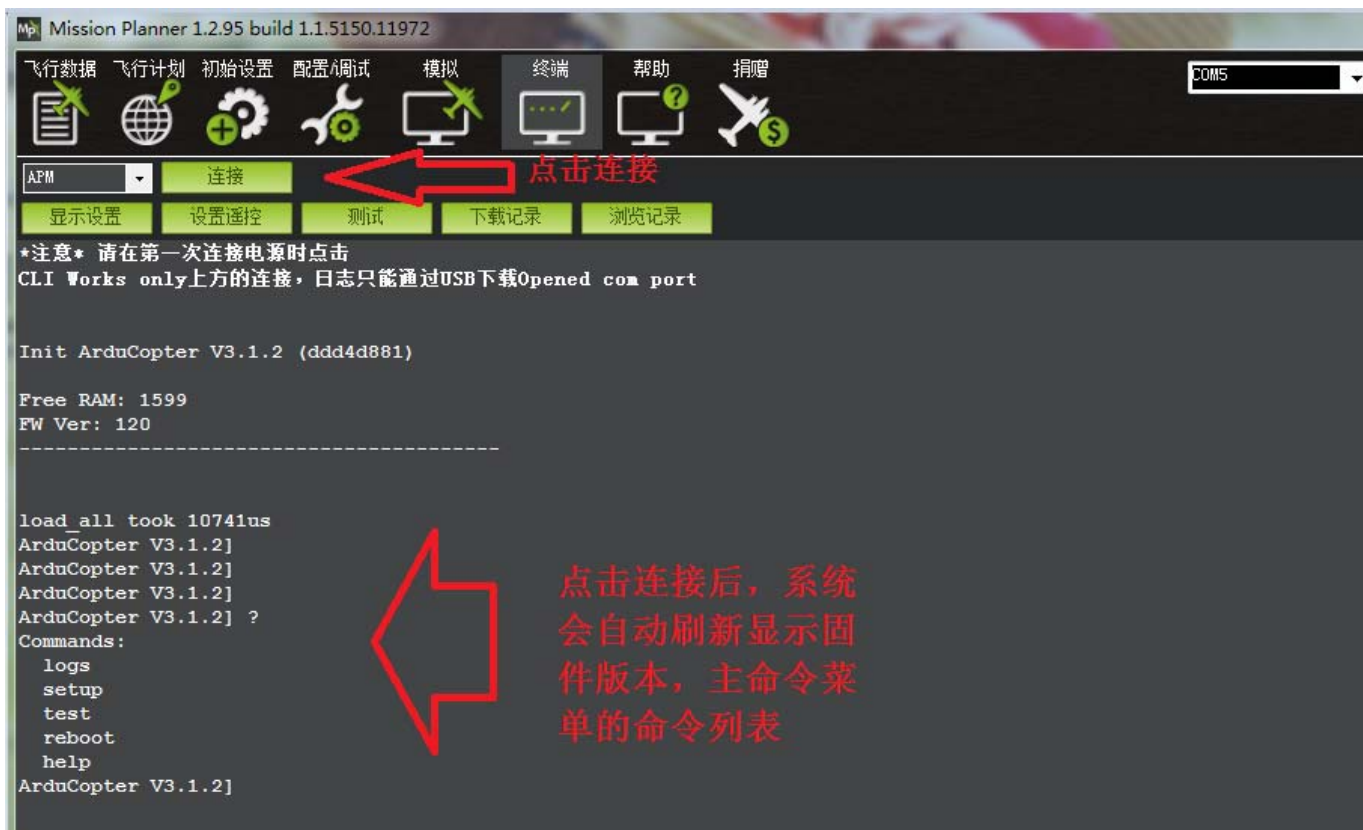 Mission Planner 1.2.95 build 1.1.5150.11972
飞行数据 飞行计划 初始设置 配置/调试 模拟 终端 帮助 捐赠
COM5
APM 连接 点击连接
显示设置 设置遥控 测试 下载记录 浏览记录
*注意* 请在第一次连接电源时点击
CLI Works only上方的连接，日志只能通过USB下载Opened com port
Init ArduCopter V3.1.2 (ddd4d881)
Free RAM: 1599
FW Ver: 120
----------------------------------------
load_all took 10741us
ArduCopter V3.1.2]
ArduCopter V3.1.2]
ArduCopter V3.1.2]
ArduCopter V3.1.2] ?
Commands:
logs
setup
test
reboot
help
ArduCopter V3.1.2]
点击连接后，系统
会自动刷新显示固
件版本，主命令菜
单的命令列表